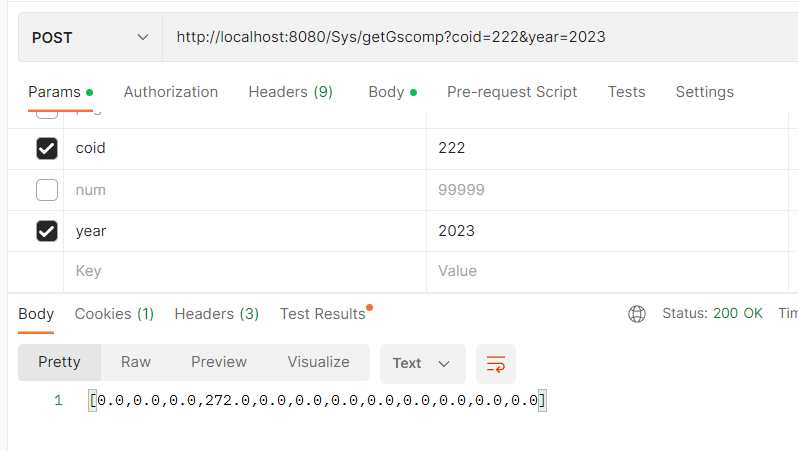 POST http://localhost:8080/Sys/getGscomp?coid=222&year=2023
Params Authorization Headers (9) Body Pre-request Script Tests Settings
coid 222
num 99999
year 2023
Key Value
Body Cookies (1) Headers (3) Test Results Status: 200 OK
Pretty Raw Preview Visualize Text
1 [0.0,0.0,0.0,272.0,0.0,0.0,0.0,0.0,0.0,0.0,0.0,0.0]